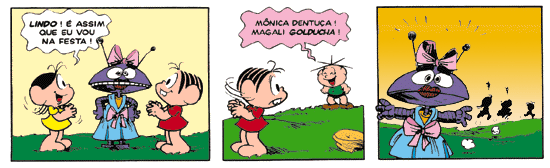 LINDO! É ASSIM
QUE EU VOU
NA FESTA!
MÔNICA DENTUÇA!
MAGALI GOLDUCHA!